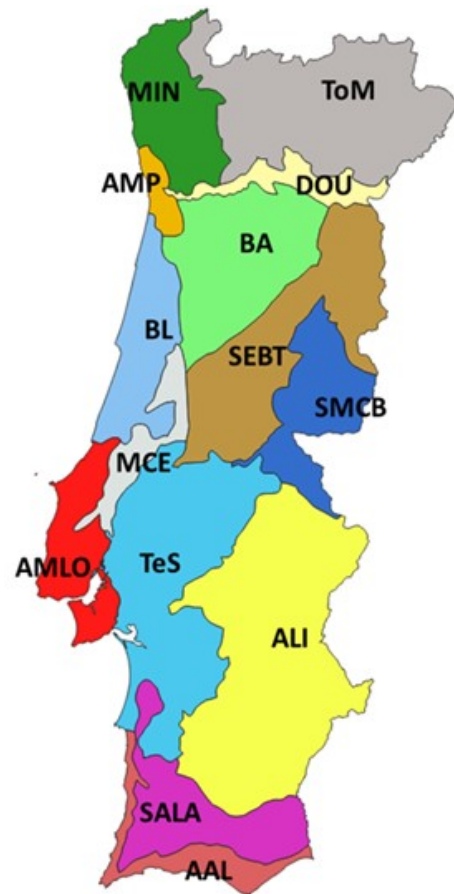 MIN
ToM
AMP
DOU
BA
BL
SEBT
SMCB
MCE
AMLO
TeS
ALI
SALA
AAL